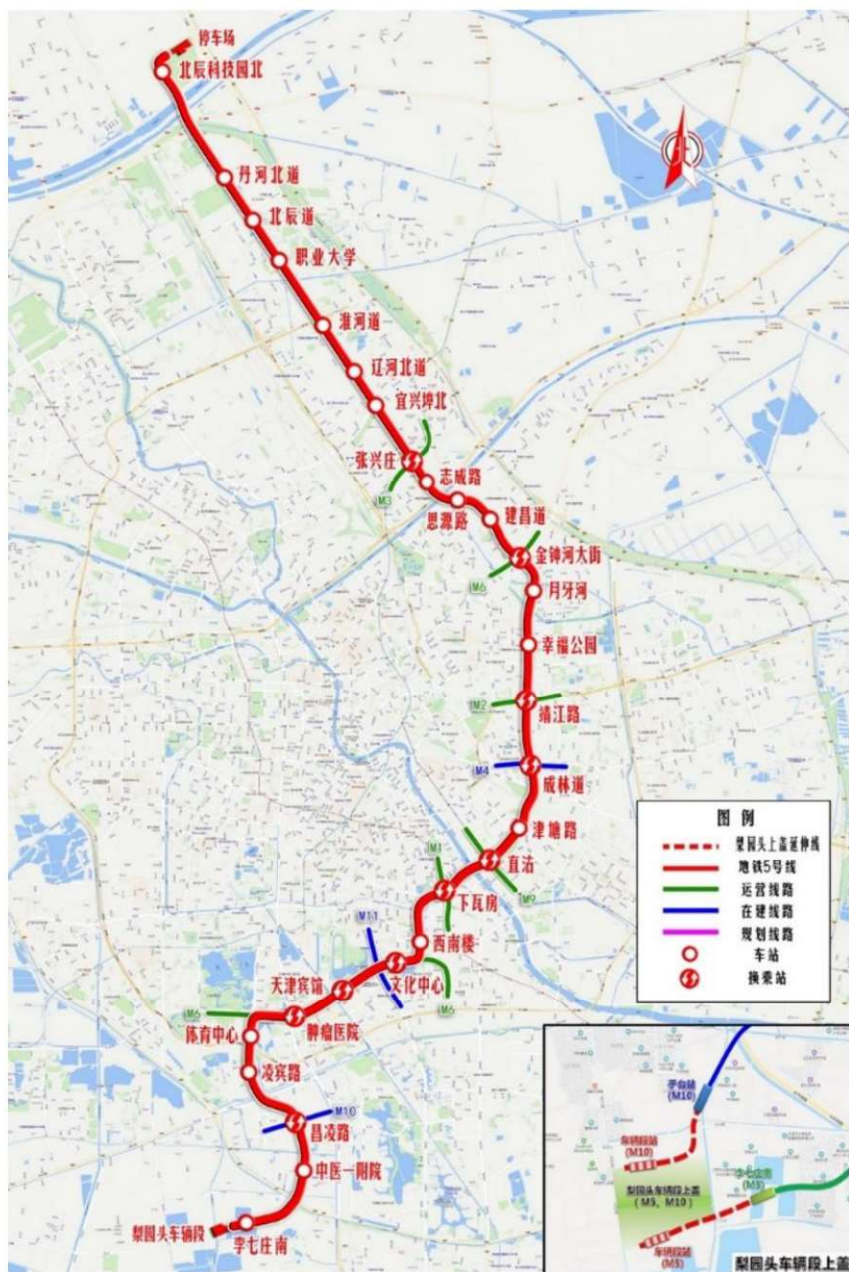 停车场
北辰科技园北
丹河北道
北辰道
职业大学
淮河道
辽河北道
宜兴埠北
张兴庄
志成路
M3
思源路
建昌道
金钟河大街
M6
月牙河
幸福公园
M2
靖江路
M4
成林道
津塘路
直沽
M1
M9
下瓦房
M11
西南楼
文化中心
天津宾馆
M6
M6
肿瘤医院
体育中心
凌宾路
M10
昌凌路
中医一附院
梨园头车辆段
李七庄南
图例
梨园头上盖延伸线
地铁5号线
运营线路
在建线路
规划线路
车站
换乘站
于台站
(M10)
车辆段站
(M10)
李七庄南
(M5)
梨园头车辆段上盖
(M5、M10)
车辆段站
(M5)
梨园头车辆段上盖